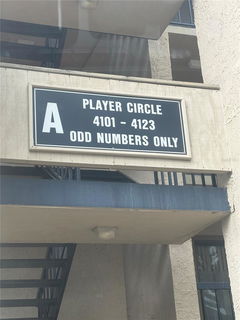 A
PLAYER CIRCLE
4101 - 4123
ODD NUMBERS ONLY